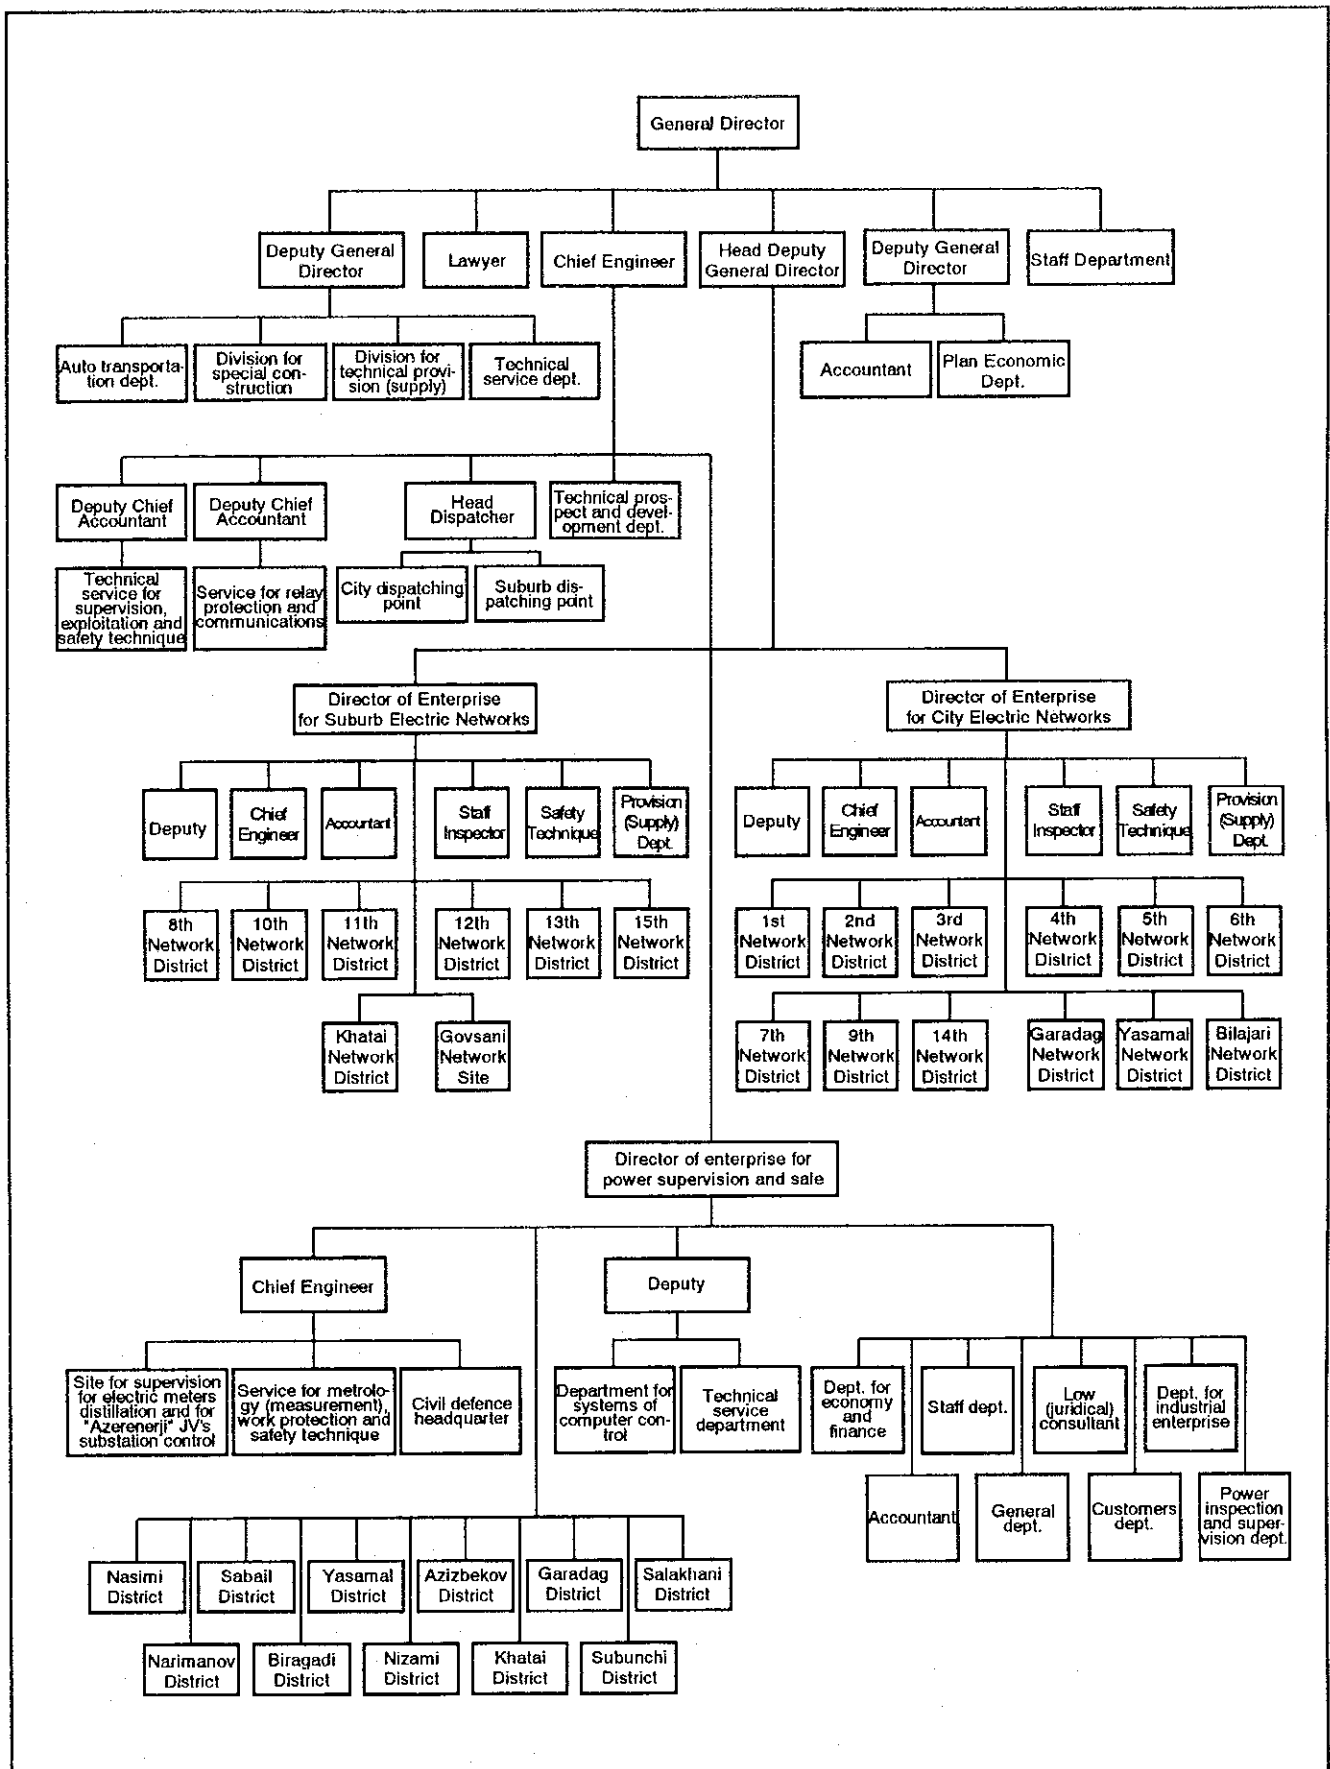 General Director
Deputy General
Director
Lawyer
Chief Engineer
Head Deputy
General Director
Deputy General
Director
Staff Department
Auto transporta-
tion dept.
Division for
special con-
struction
Division for
technical provi-
sion (supply)
Technical
service dept.
Accountant
Plan Economic
Dept.
Deputy Chief
Accountant
Deputy Chief
Accountant
Head
Dispatcher
Technical pros-
pect and devel-
opment dept.
Technical
service for
supervision,
exploitation and
safety technique
Service for relay
protection and
communications
City dispatching
point
Suburb dis-
patching point
Director of Enterprise
for Suburb Electric Networks
Director of Enterprise
for City Electric Networks
Deputy
Chief
Engineer
Accountant
Staff
Inspector
Safety
Technique
Provision
(Supply)
Dept.
Deputy
Chief
Engineer
Accountant
Staff
Inspector
Safety
Technique
Provision
(Supply)
Dept.
8th
Network
District
10th
Network
District
11th
Network
District
12th
Network
District
13th
Network
District
15th
Network
District
1st
Network
District
2nd
Network
District
3rd
Network
District
4th
Network
District
5th
Network
District
6th
Network
District
Khatai
Network
District
Govsani
Network
Site
7th
Network
District
9th
Network
District
14th
Network
District
Garadag
Network
District
Yasamal
Network
District
Bilajari
Network
District
Director of enterprise for
power supervision and sale
Chief Engineer
Deputy
Site for supervision
for electric meters
distillation and for
"Azerenerji" JV's
substation control
Service for metrolo-
gy (measurement),
work protection and
safety technique
Civil defence
headquarter
Department for
systems of
computer con-
trol
Technical
service
department
Dept. for
economy
and
finance
Staff dept.
Low
(juridical)
consultant
Dept. for
industrial
enterprise
Accountant
General
dept.
Customers
dept.
Power
inspection
and super-
vision dept.
Nasimi
District
Sabail
District
Yasamal
District
Azizbekov
District
Garadag
District
Salakhani
District
Narimanov
District
Biragadi
District
Nizami
District
Khatai
District
Subunchi
District